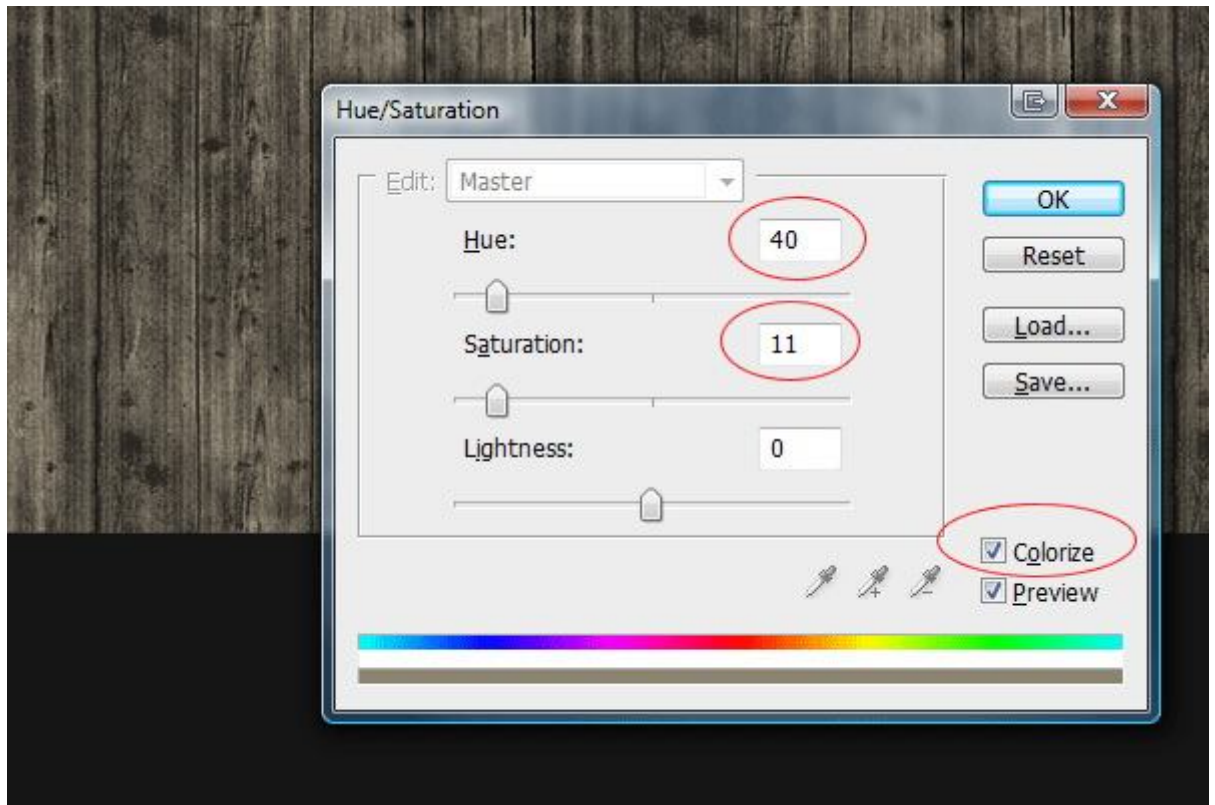 Hue/Saturation
Edit: Master
Hue: 40
Saturation: 11
Lightness: 0
OK
Reset
Load...
Save...
Colorize
Preview